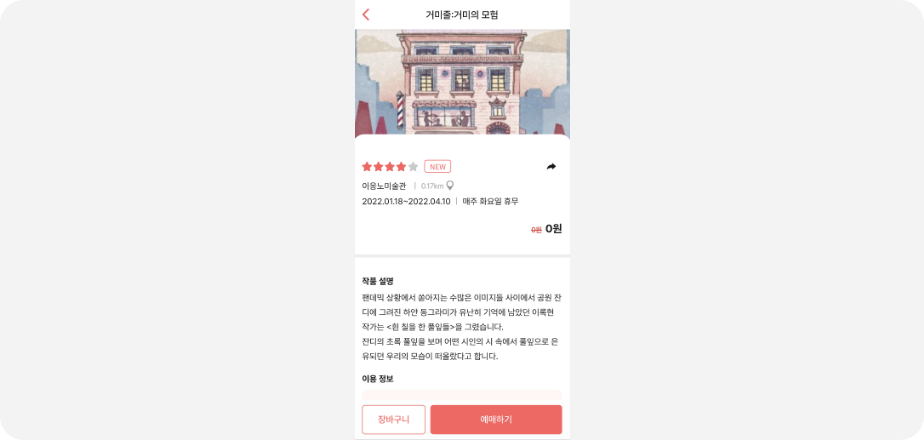 거미줄:거미의 모험
NEW
이응노미술관 | 0.17km
2022.01.18~2022.04.10 | 매주 화요일 휴무
0원 0원
작품 설명
팬데믹 상황에서 쏟아지는 수많은 이미지들 사이에서 공원 잔
디에 그려진 하얀 동그라미가 유난히 기억에 남았던 이록현
작가는 <흰 칠을 한 풀잎들>을 그렸습니다.
잔디의 초록 풀잎을 보며 어떤 시인의 시 속에서 풀잎으로 은
유되던 우리의 모습이 떠올랐다고 합니다.
이용 정보
장바구니
예매하기